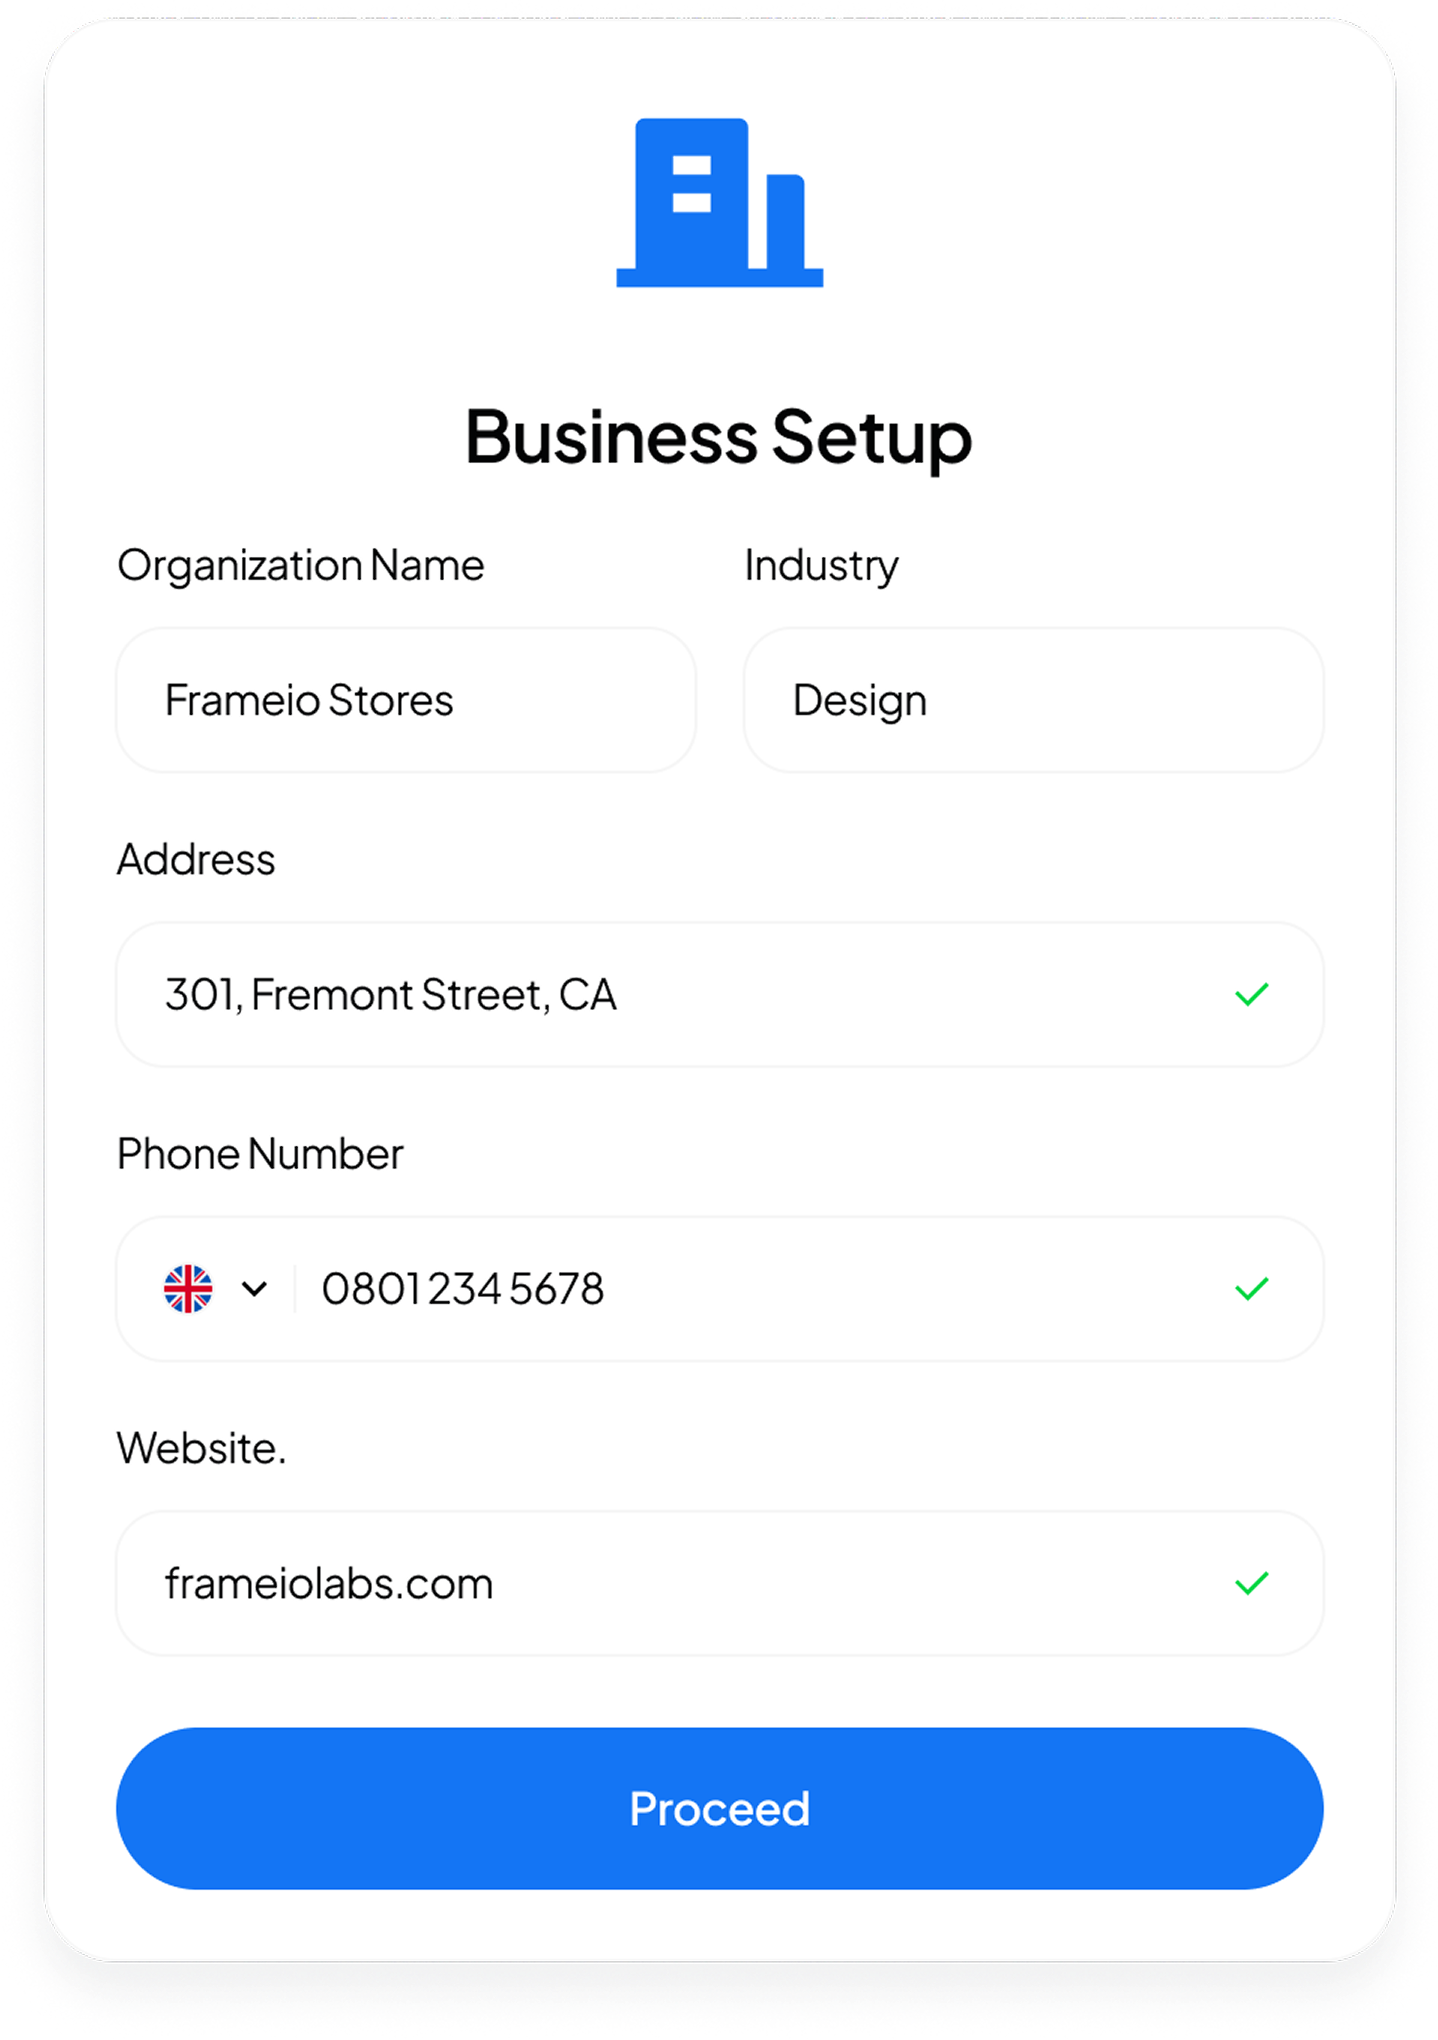 Business Setup
Organization Name
Industry
Frameio Stores
Design
Address
301, Fremont Street, CA
Phone Number
0801 234 5678
Website.
frameiolabs.com
Proceed